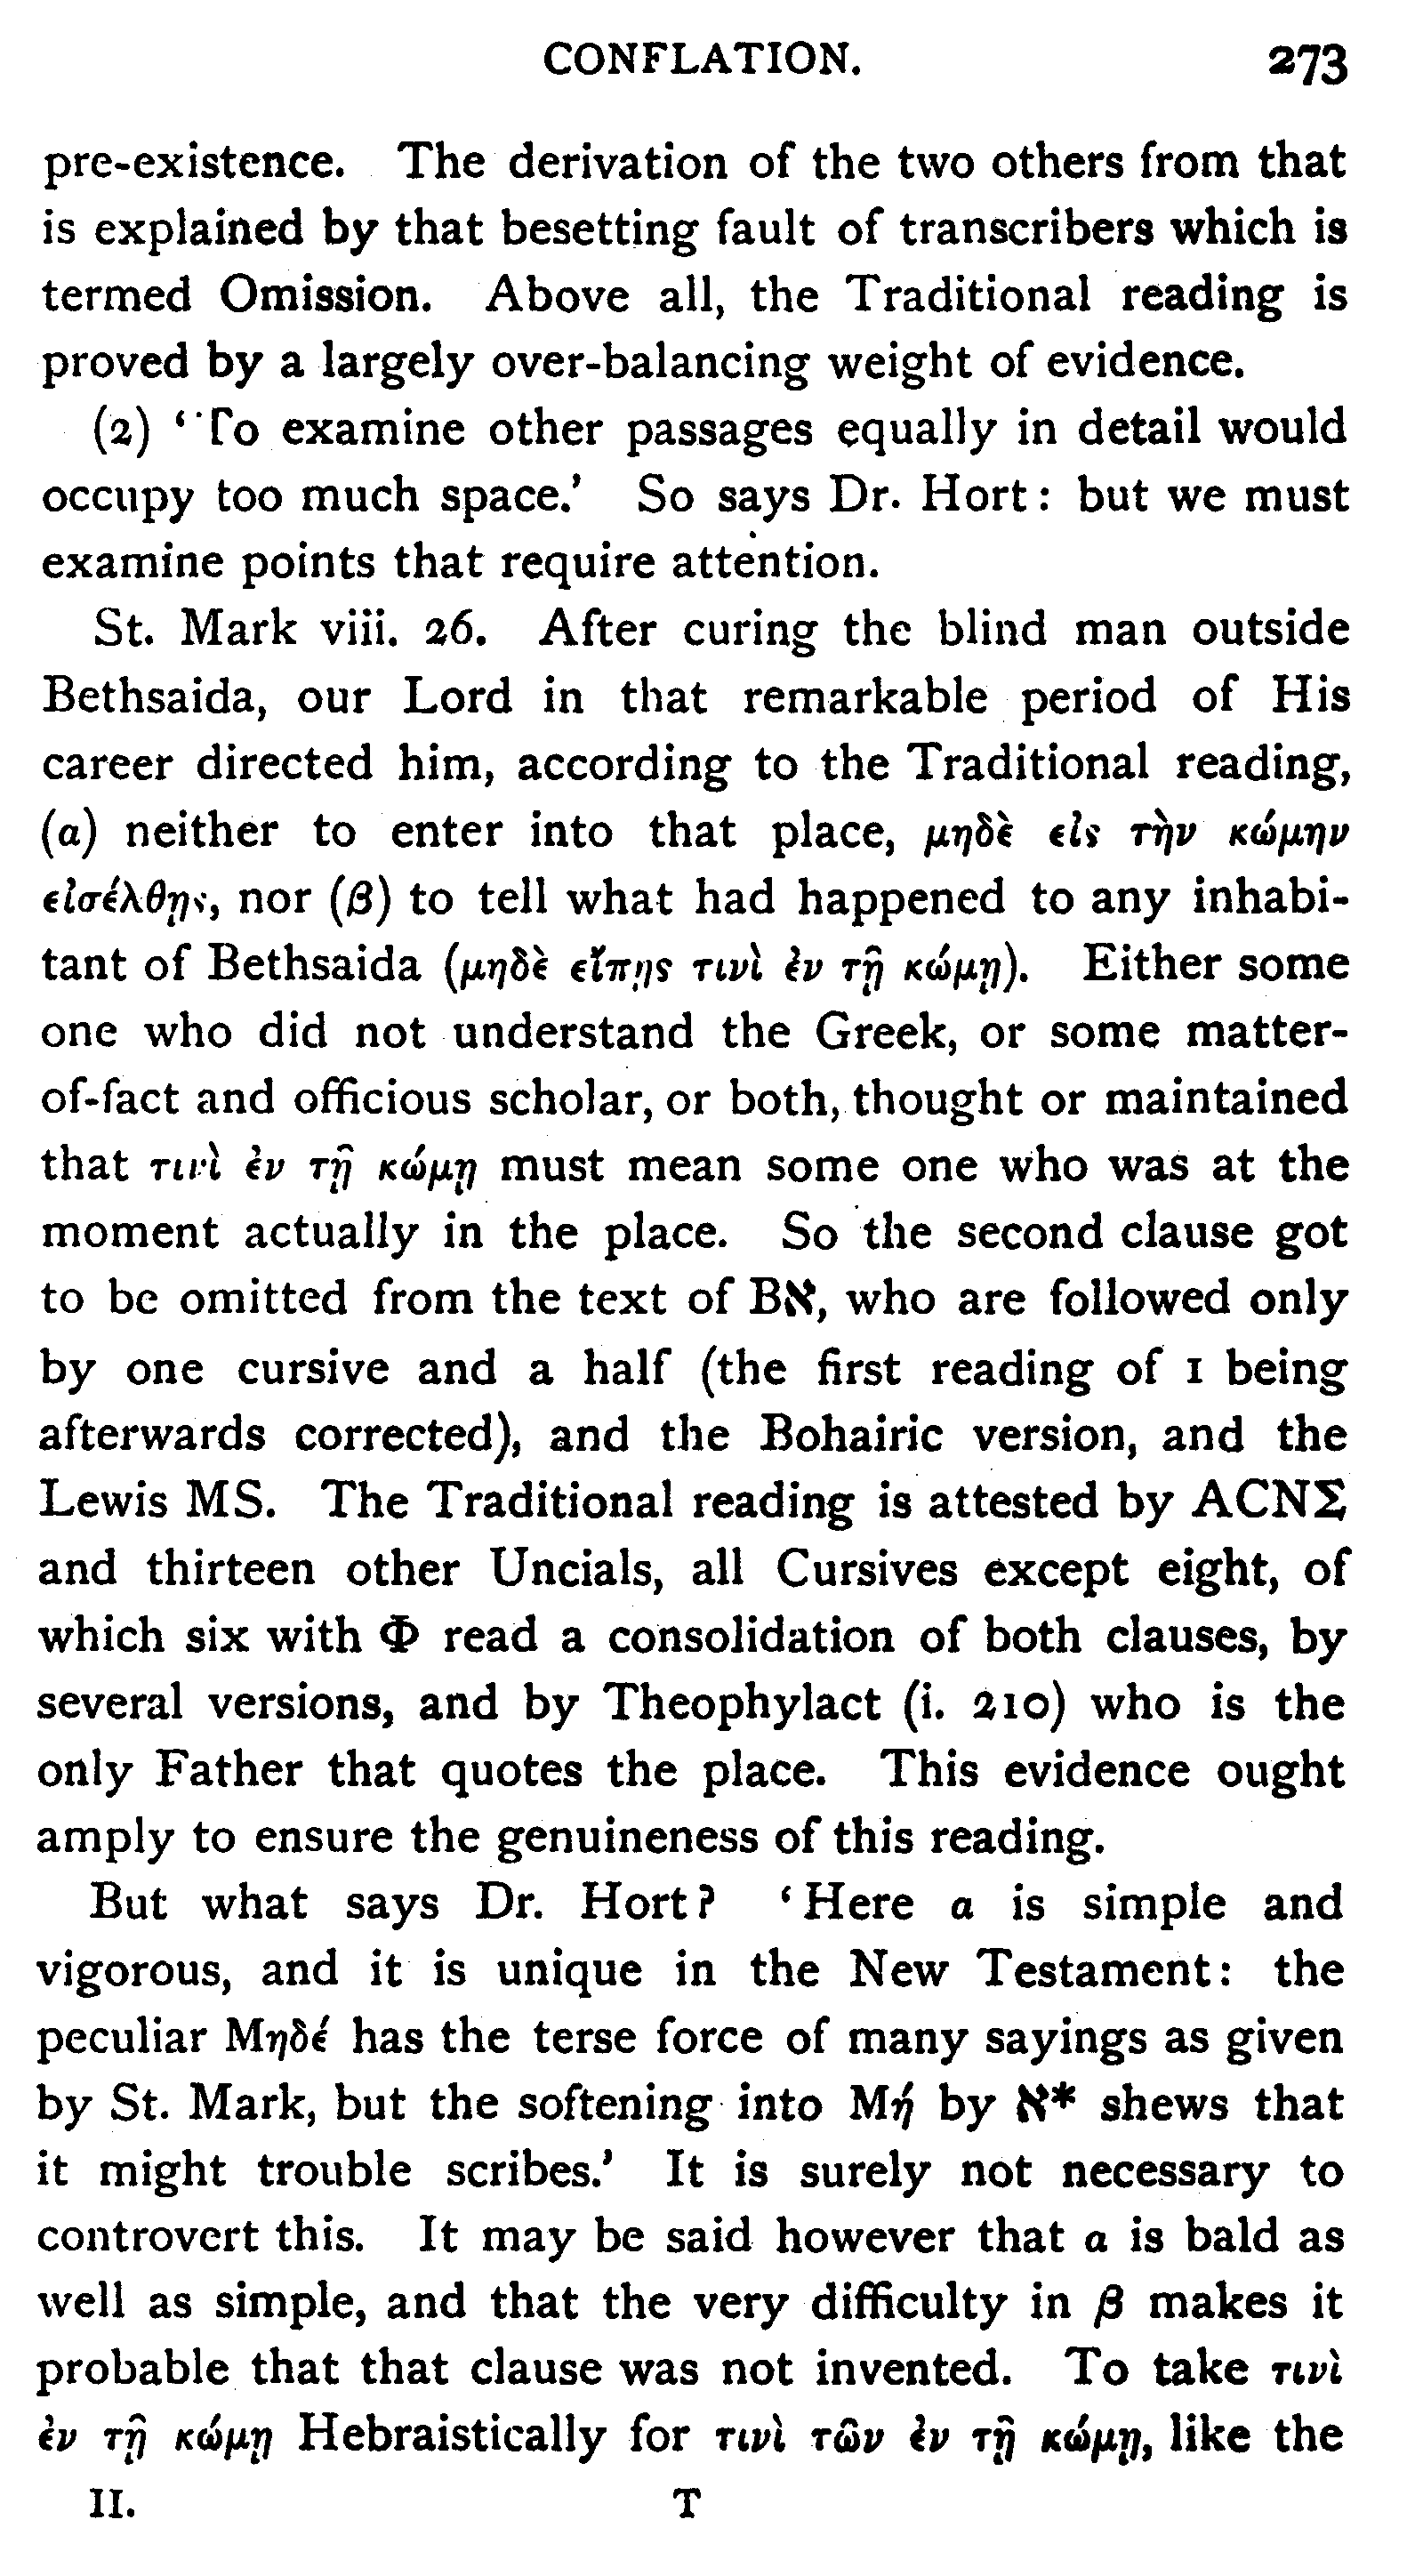 CONFLATION. 273
pre-existence. The derivation of the two others from that
is explained by that besetting fault of transcribers which is
termed Omission. Above all, the Traditional reading is
proved by a largely over-balancing weight of evidence.
(2) ‘To examine other passages equally in detail would
occupy too much space.’ So says Dr. Hort: but we must
examine points that require attention.
St. Mark viii. 26. After curing the blind man outside
Bethsaida, our Lord in that remarkable period of His
career directed him, according to the Traditional reading,
(α) neither to enter into that place, μηδὲ εἰς τὴν κώμην
εἰσέλθῃς, nor (β) to tell what had happened to any inhabi-
tant of Bethsaida (μηδὲ εἴπῃς τινὶ ἐν τῇ κώμῃ). Either some
one who did not understand the Greek, or some matter-
of-fact and officious scholar, or both, thought or maintained
that τινὶ ἐν τῇ κώμῃ must mean some one who was at the
moment actually in the place. So the second clause got
to be omitted from the text of Bℵ, who are followed only
by one cursive and a half (the first reading of 1 being
afterwards corrected), and the Bohairic version, and the
Lewis MS. The Traditional reading is attested by ACNΣ
and thirteen other Uncials, all Cursives except eight, of
which six with Φ read a consolidation of both clauses, by
several versions, and by Theophylact (i. 210) who is the
only Father that quotes the place. This evidence ought
amply to ensure the genuineness of this reading.
But what says Dr. Hort? ‘Here α is simple and
vigorous, and it is unique in the New Testament: the
peculiar Μηδέ has the terse force of many sayings as given
by St. Mark, but the softening into Μή by ℵ* shews that
it might trouble scribes.’ It is surely not necessary to
controvert this. It may be said however that α is bald as
well as simple, and that the very difficulty in β makes it
probable that that clause was not invented. To take τινὶ
ἐν τῇ κώμῃ Hebraistically for τινὶ τῶν ἐν τῇ κώμῃ, like the
II. T